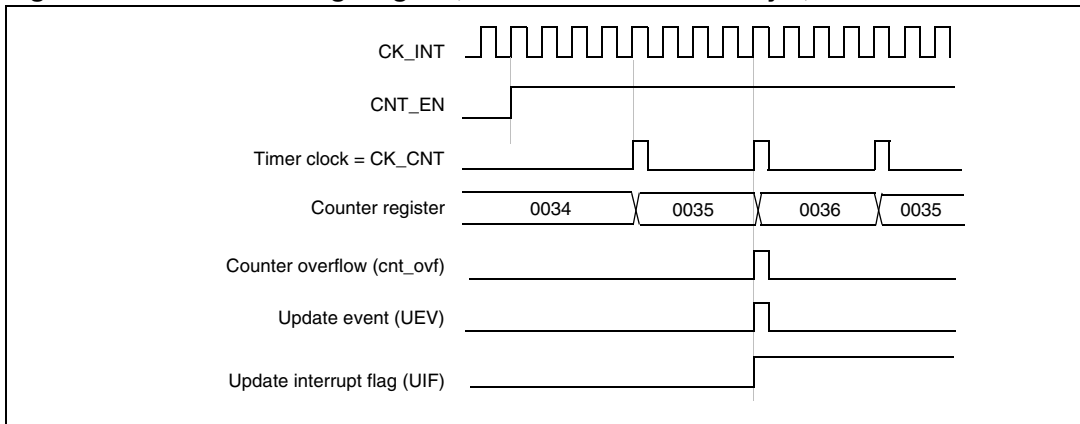 CK_INT
CNT_EN
Timer clock = CK_CNT
Counter register 0034 0035 0036 0035
Counter overflow (cnt_ovf)
Update event (UEV)
Update interrupt flag (UIF)